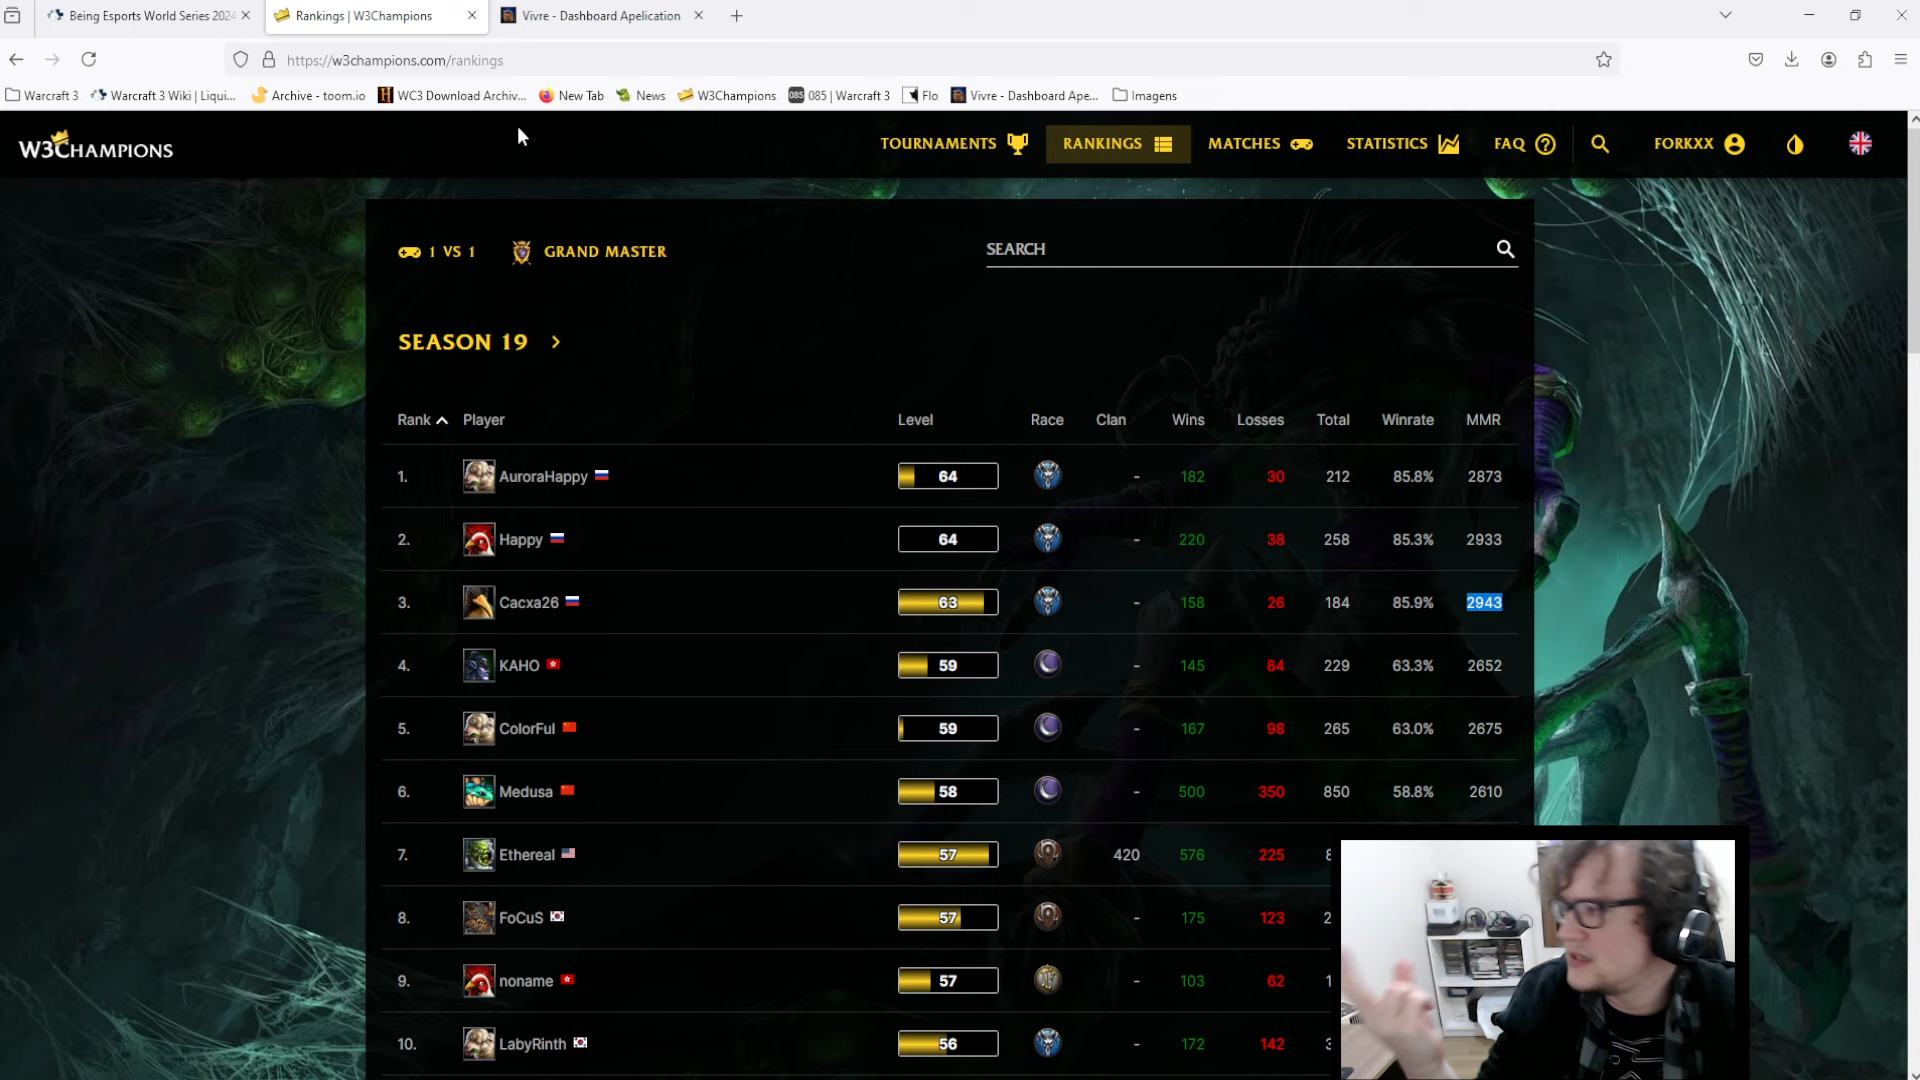 Being Esports World Series 2024
Rankings | W3Champions
Vivre - Dashboard Apelication
https://w3champions.com/rankings
Warcraft 3
Warcraft 3 Wiki | Liqui...
Archive - toom.io
WC3 Download Archiv...
New Tab
News
W3Champions
085 | Warcraft 3
Flo
Vivre - Dashboard Ape...
Imagens
W3CHAMPIONS
TOURNAMENTS
RANKINGS
MATCHES
STATISTICS
FAQ
FORKXX
1 VS 1
GRAND MASTER
SEARCH
SEASON 19
Rank Player Level Race Clan Wins Losses Total Winrate MMR
1. AuroraHappy 64 - 182 30 212 85.8% 2873
2. Happy 64 - 220 38 258 85.3% 2933
3. Cacxa26 63 - 158 26 184 85.9% 2943
4. KAHO 59 - 145 84 229 63.3% 2652
5. ColorFul 59 - 167 98 265 63.0% 2675
6. Medusa 58 - 500 350 850 58.8% 2610
7. Ethereal 57 420 576 225
8. FoCuS 57 - 175 123
9. noname 57 - 103 62
10. LabyRinth 56 - 172 142